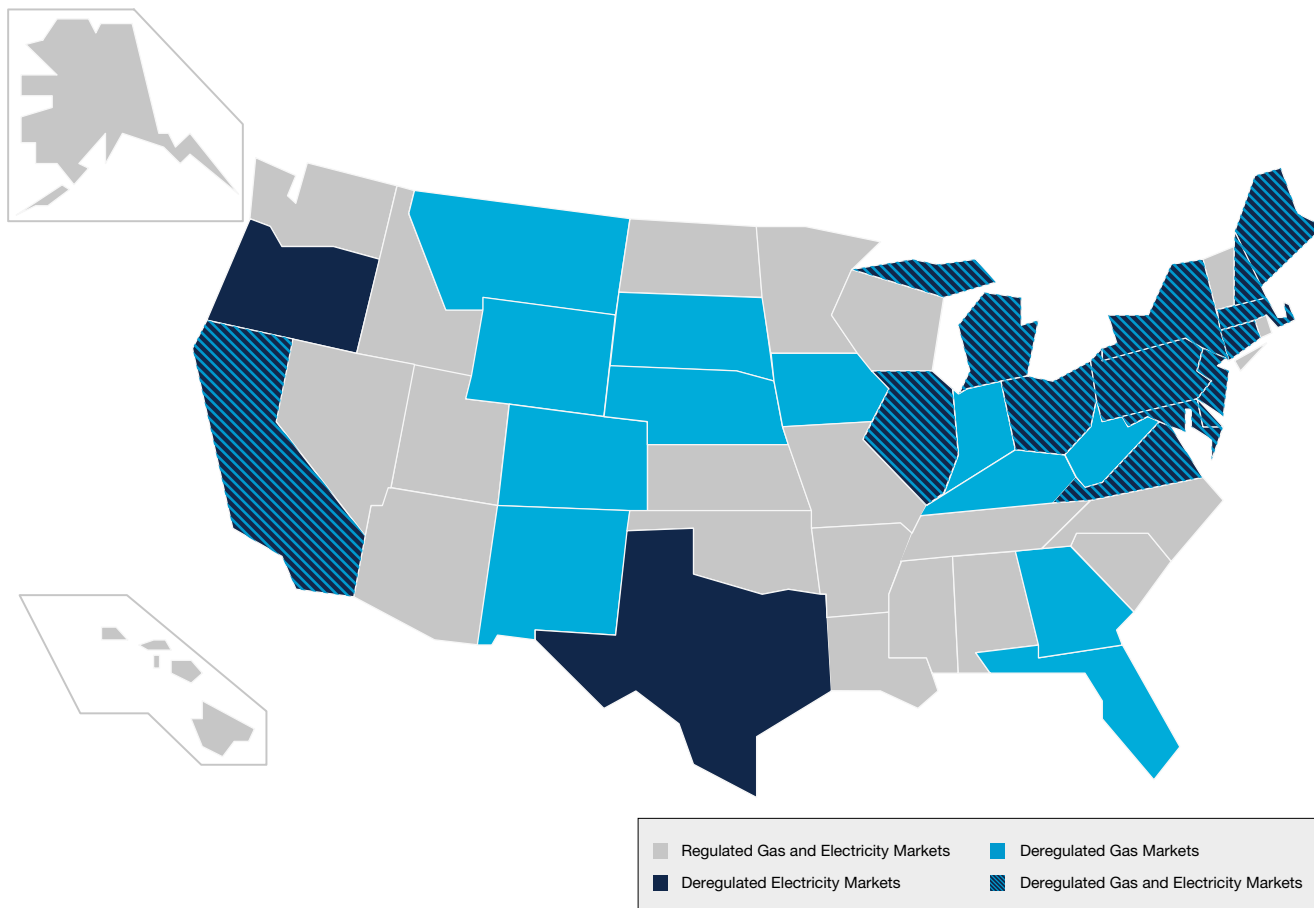 Regulated Gas and Electricity Markets
Deregulated Gas Markets
Deregulated Electricity Markets
Deregulated Gas and Electricity Markets